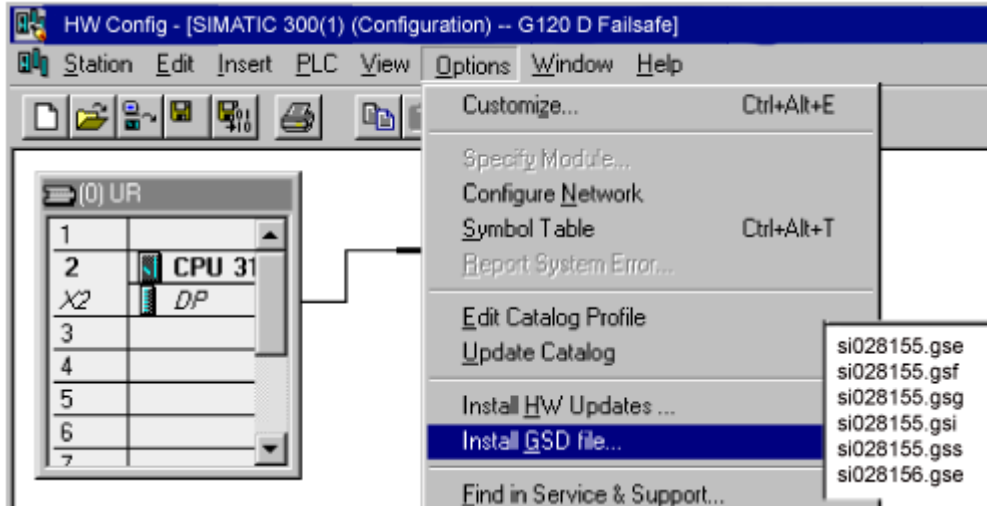 HW Config - [SIMATIC 300(1) (Configuration) -- G120 D Failsafe]
Station Edit Insert PLC View Options Window Help
Customize... Ctrl+Alt+E
Specify Module...
Configure Network
Symbol Table Ctrl+Alt+T
Report System Error...
Edit Catalog Profile
Update Catalog
Install HW Updates ...
Install GSD file...
Find in Service & Support...
(0) UR
1
2 CPU 31
X2 DP
3
4
5
6
7
si028155.gse
si028155.gsf
si028155.gsg
si028155.gsi
si028155.gss
si028156.gse